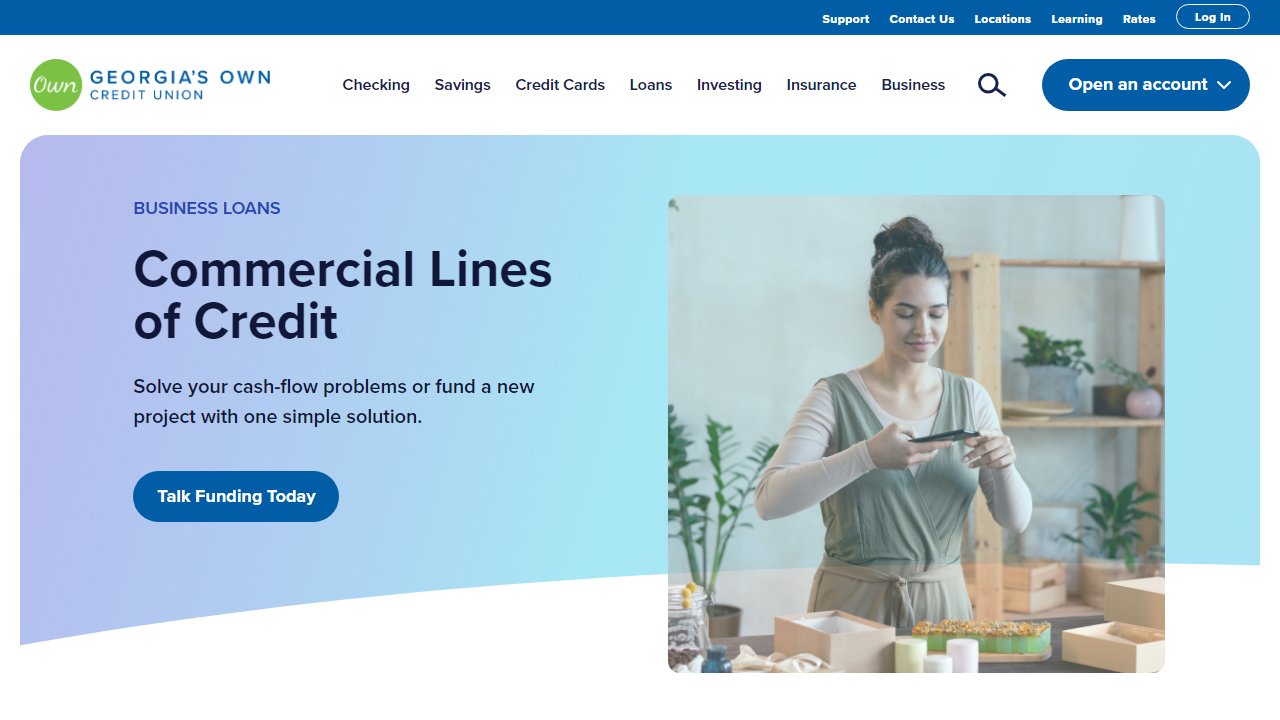 Support Contact Us Locations Learning Rates Log In
Own GEORGIA'S OWN
CREDIT UNION
Checking Savings Credit Cards Loans Investing Insurance Business
Open an account
BUSINESS LOANS
Commercial Lines
of Credit
Solve your cash-flow problems or fund a new
project with one simple solution.
Talk Funding Today